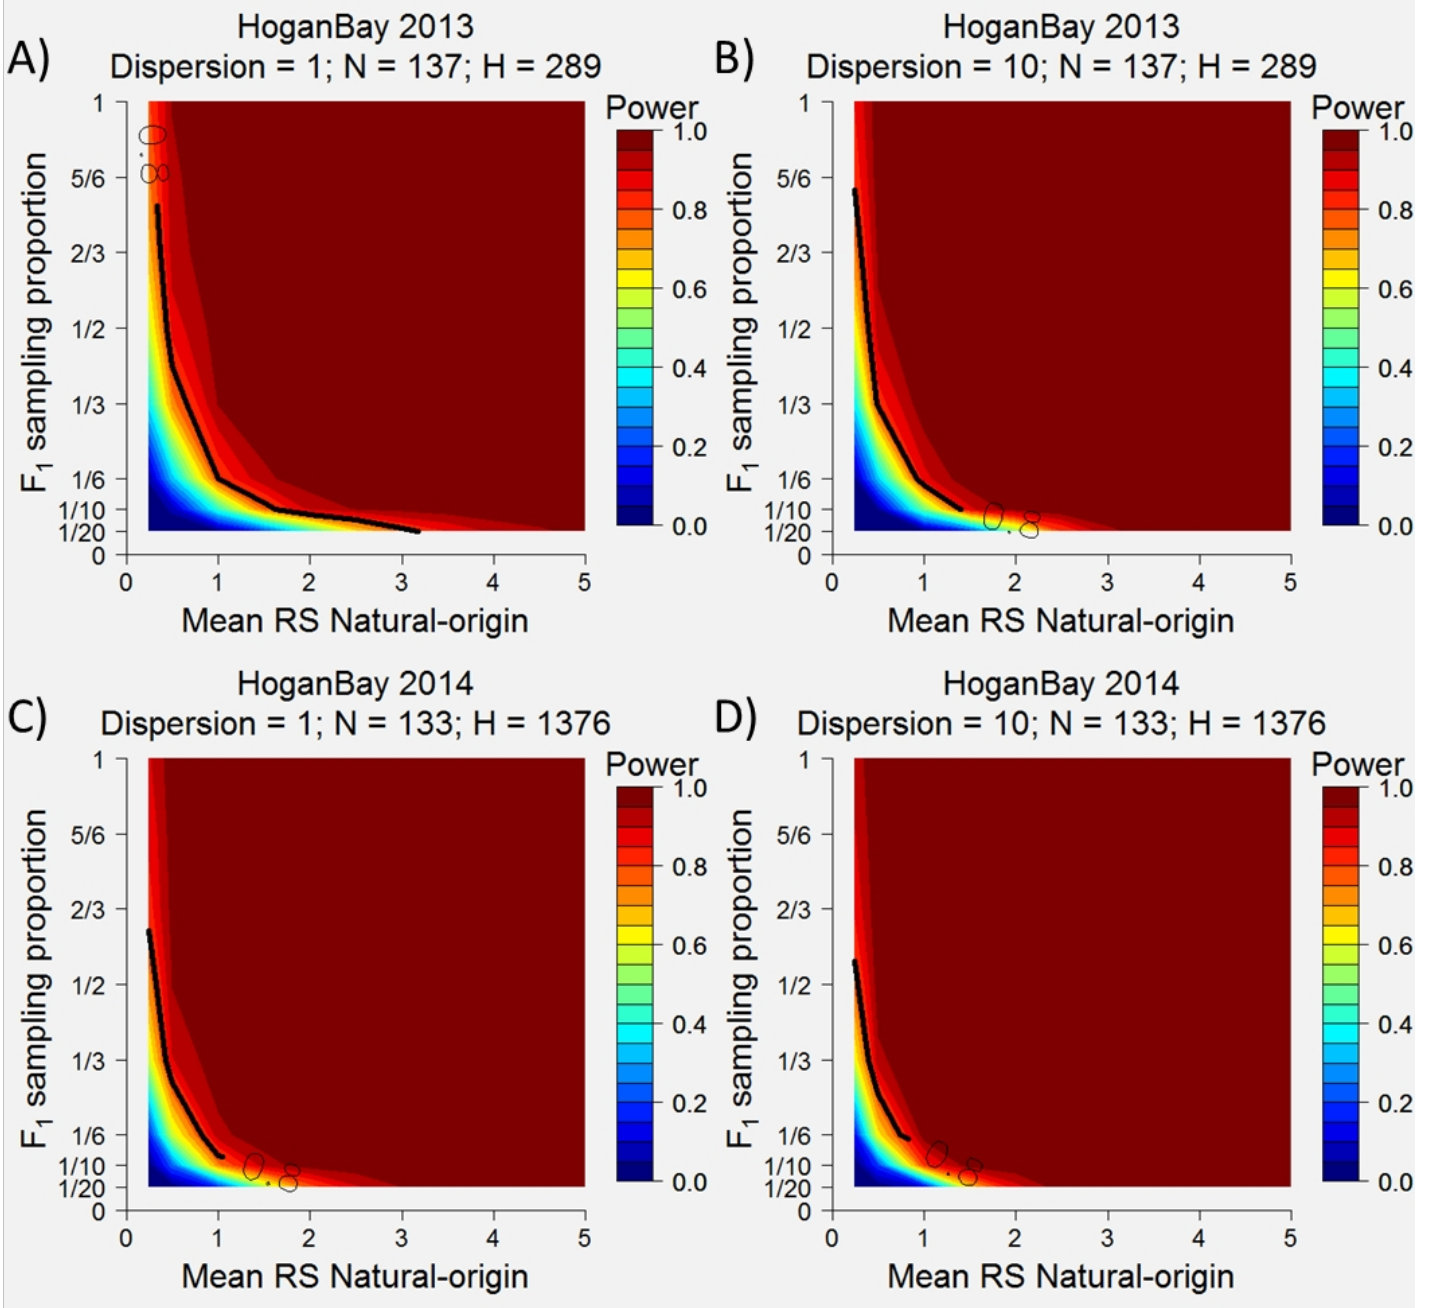 A)
HoganBay 2013
Dispersion = 1; N = 137; H = 289
Power
F1 sampling proportion
1
5/6
2/3
1/2
1/3
1/6
1/10
1/20
0
0.8
0 1 2 3 4 5
Mean RS Natural-origin
1.0
0.8
0.6
0.4
0.2
0.0
B)
HoganBay 2013
Dispersion = 10; N = 137; H = 289
Power
F1 sampling proportion
1
5/6
2/3
1/2
1/3
1/6
1/10
1/20
0
0.8
0 1 2 3 4 5
Mean RS Natural-origin
1.0
0.8
0.6
0.4
0.2
0.0
C)
HoganBay 2014
Dispersion = 1; N = 133; H = 1376
Power
F1 sampling proportion
1
5/6
2/3
1/2
1/3
1/6
1/10
1/20
0
0.8
0 1 2 3 4 5
Mean RS Natural-origin
1.0
0.8
0.6
0.4
0.2
0.0
D)
HoganBay 2014
Dispersion = 10; N = 133; H = 1376
Power
F1 sampling proportion
1
5/6
2/3
1/2
1/3
1/6
1/10
1/20
0
0.8
0 1 2 3 4 5
Mean RS Natural-origin
1.0
0.8
0.6
0.4
0.2
0.0